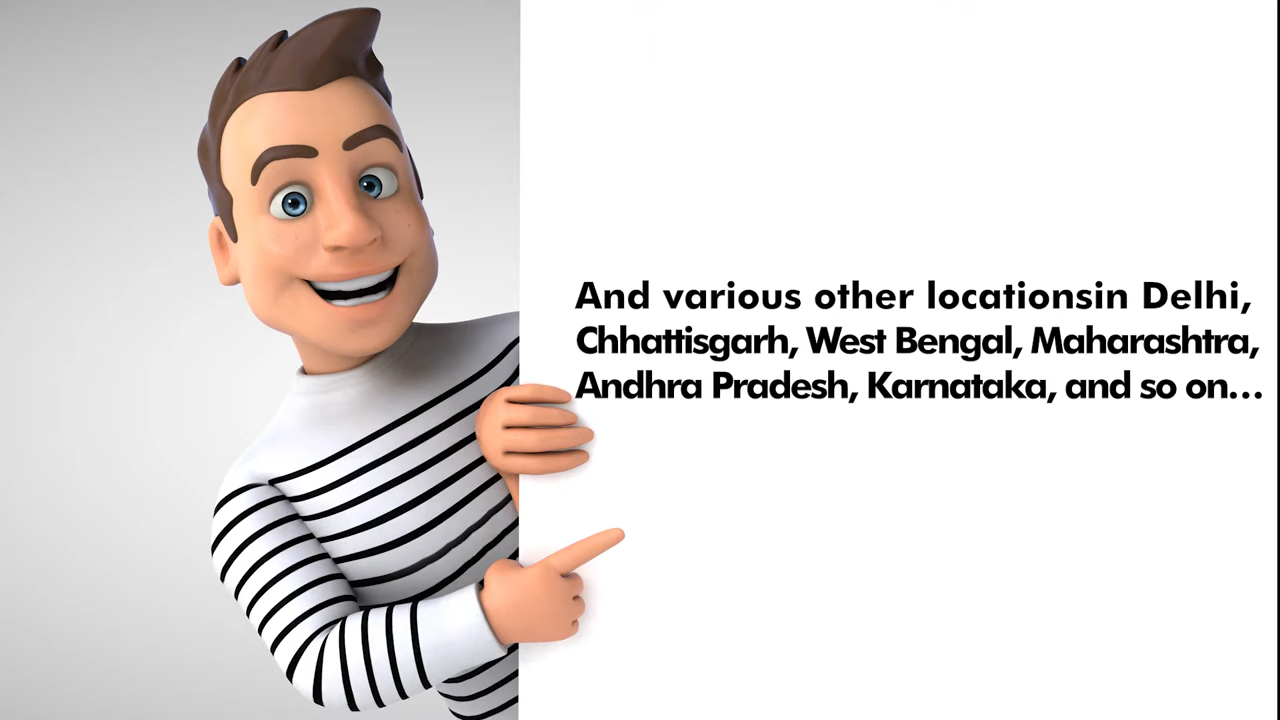 And various other locationsin Delhi,
Chhattisgarh, West Bengal, Maharashtra,
Andhra Pradesh, Karnataka, and so on...